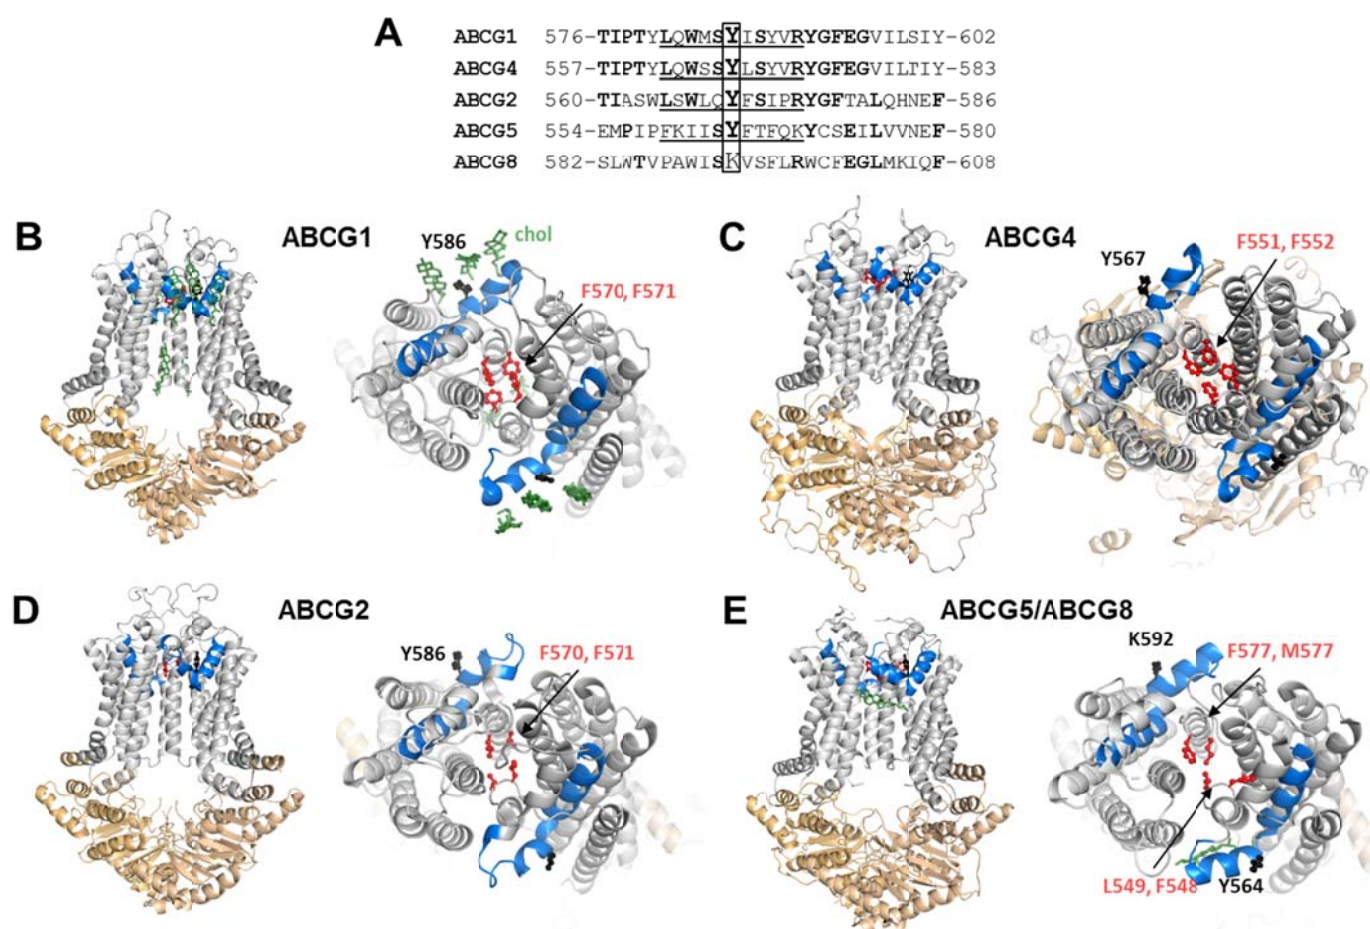 A
ABCG1 576-TIPTYLQWMSYISYVRYGFEGVILSIY-602
ABCG4 557-TIPTYLQWSSYLSYVRYGFEGVILTIY-583
ABCG2 560-TIASWLSWLQYFSIPRYGFTALQHNEF-586
ABCG5 554-EMPIPFKIISYFTFQKYCSEILVVNEF-580
ABCG8 582-SLWTVPAWISKVSFLRWCFEGLMKIQF-608
B
ABCG1
Y586
chol
F570, F571
C
ABCG4
Y567
F551, F552
D
ABCG2
Y586
F570, F571
E
ABCG5/ABCG8
K592
F577, M577
L549, F548
Y564